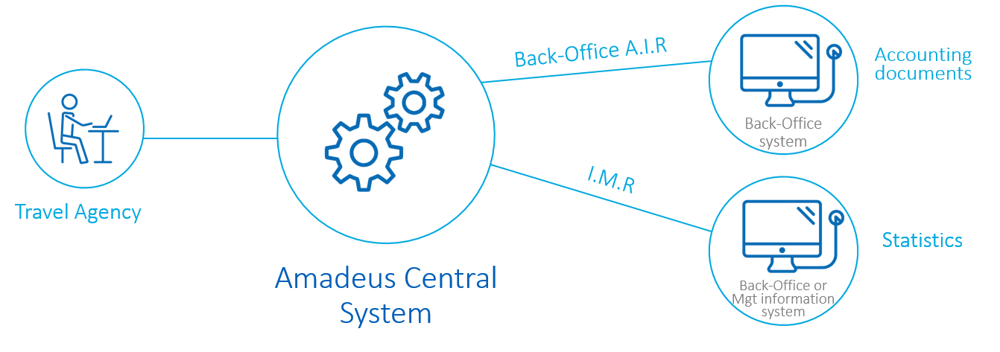 Travel Agency
Amadeus Central
System
Back-Office A.I.R
I.M.R
Back-Office
system
Accounting
documents
Back-Office or
Mgt information
system
Statistics